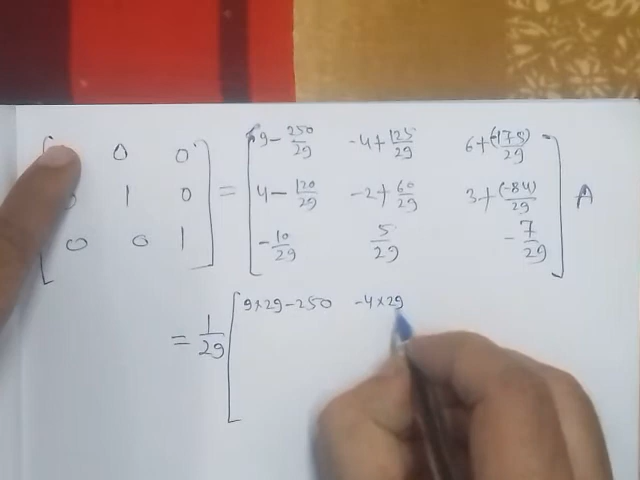 0 0
9 - 250/29 -4 + 125/29 6 + (-175)/29
1 0 = 4 - 120/29 -2 + 60/29 3 + (-84)/29 A
0 0 1 -10/29 5/29 -7/29
= 1/29 [ 9×29-250 -4×29